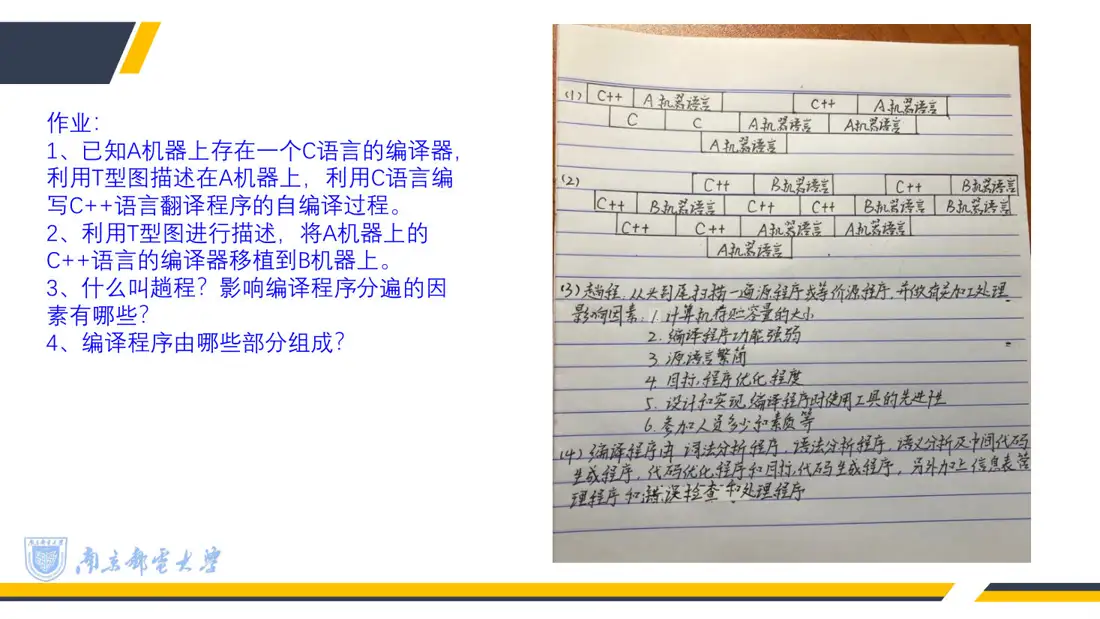 作业：
1、已知A机器上存在一个C语言的编译器，
利用T型图描述在A机器上，利用C语言编
写C++语言翻译程序的自编译过程。
2、利用T型图进行描述，将A机器上的
C++语言的编译器移植到B机器上。
3、什么叫趟程？影响编译程序分遍的因
素有哪些？
4、编译程序由哪些部分组成？
南京邮电大学
(1) C++ A机器语言 C++ A机器语言
C C A机器语言 A机器语言
A机器语言
(2) C++ B机器语言 C++ B机器语言
C++ B机器语言 C++ C++ B机器语言 B机器语言
C++ C++ A机器语言 A机器语言
A机器语言
(3) 趟程：从头到尾扫描一遍源程序或等价源程序，并做有关加工处理
影响因素：1. 计算机存贮容量的大小
2. 编译程序功能强弱
3. 源语言繁简
4. 目标程序优化程度
5. 设计和实现编译程序时使用工具的先进性
6. 参加人员多少和素质等
(4) 编译程序由 词法分析程序，语法分析程序，语义分析及中间代码
生成程序，代码优化程序和目标代码生成程序，另外加上信息表管
理程序和错误检查和处理程序